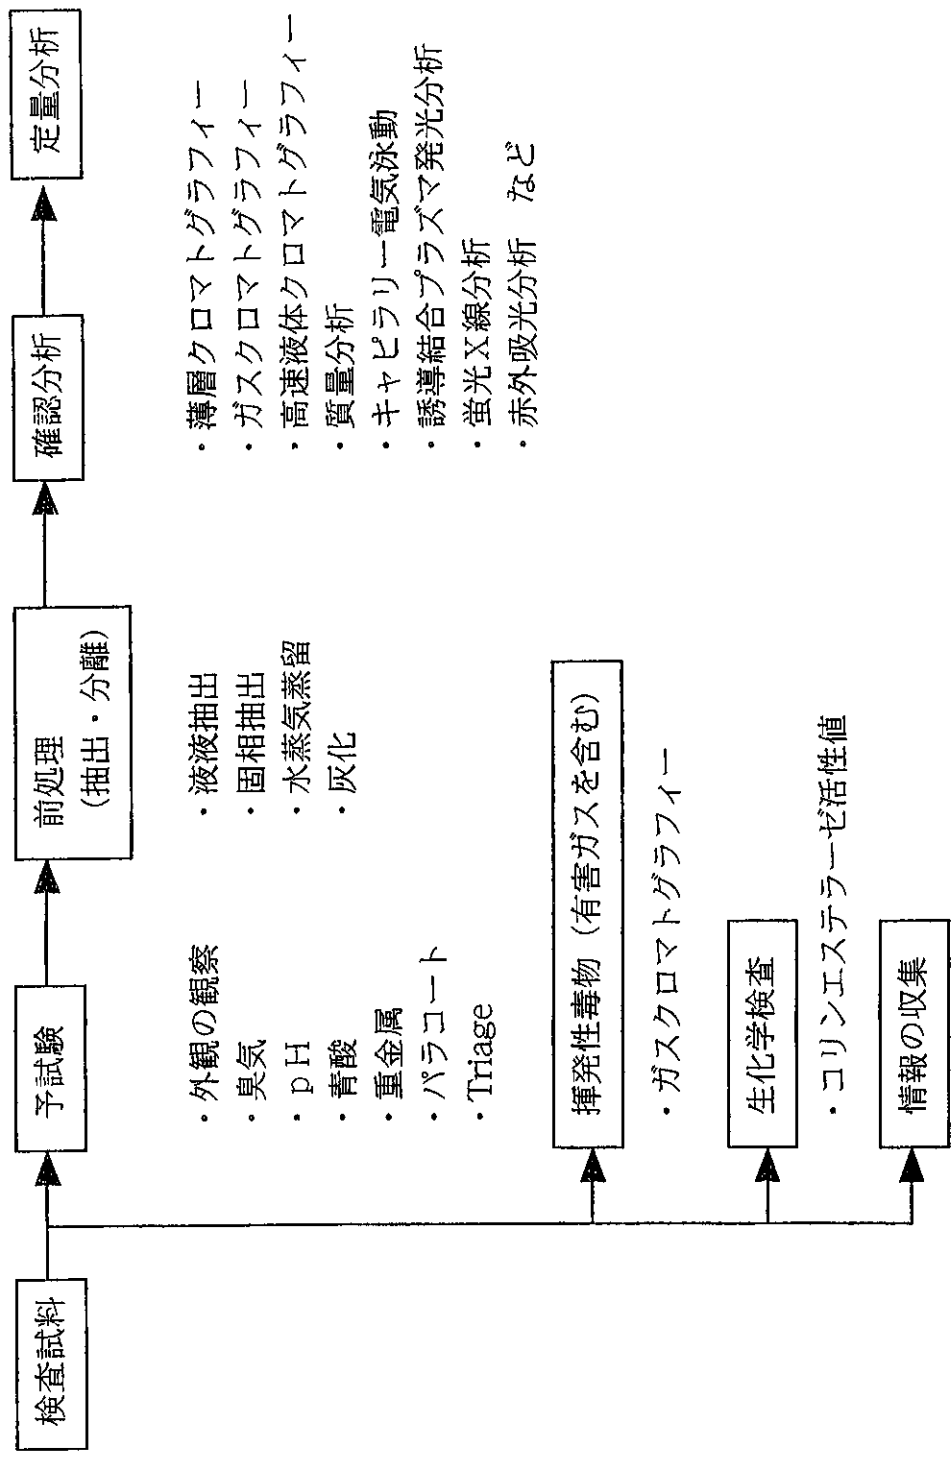 検査試料
予試験
・外観の観察
・臭気
・pH
・青酸
・重金属
・パラコート
・Triage
前処理
(抽出・分離)
・液液抽出
・固相抽出
・水蒸気蒸留
・灰化
確認分析
・薄層クロマトグラフィー
・ガスクロマトグラフィー
・高速液体クロマトグラフィー
・質量分析
・キャピラリー電気泳動
・誘導結合プラズマ発光分析
・蛍光X線分析
・赤外吸光分析 など
定量分析
揮発性毒物(有害ガスを含む)
・ガスクロマトグラフィー
生化学検査
・コリンエステラーゼ活性値
情報の収集